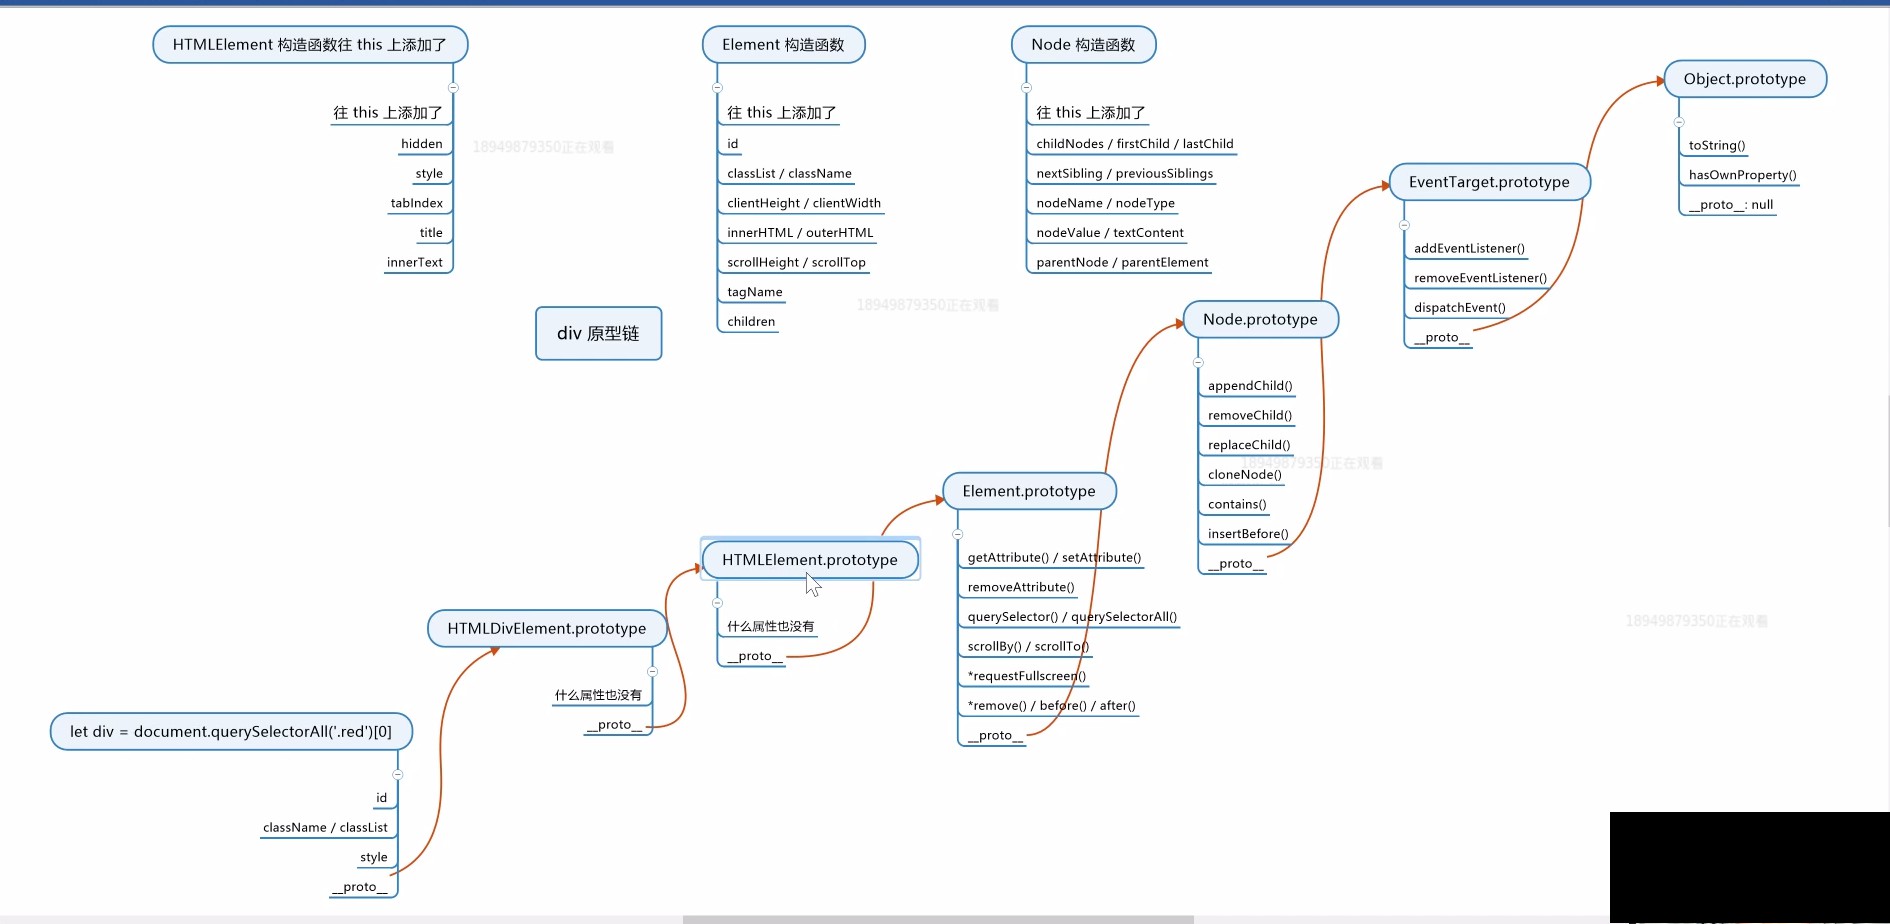 HTMLElement 构造函数往 this 上添加了
往 this 上添加了
hidden
style
tabIndex
title
innerText
Element 构造函数
往 this 上添加了
id
classList / className
clientHeight / clientWidth
innerHTML / outerHTML
scrollHeight / scrollTop
tagName
children
Node 构造函数
往 this 上添加了
childNodes / firstChild / lastChild
nextSibling / previousSiblings
nodeName / nodeType
nodeValue / textContent
parentNode / parentElement
Object.prototype
toString()
hasOwnProperty()
__proto__: null
EventTarget.prototype
addEventListener()
removeEventListener()
dispatchEvent()
__proto__
div 原型链
Node.prototype
appendChild()
removeChild()
replaceChild()
cloneNode()
contains()
insertBefore()
__proto__
Element.prototype
getAttribute() / setAttribute()
removeAttribute()
querySelector() / querySelectorAll()
scrollBy() / scrollTo()
*requestFullscreen()
*remove() / before() / after()
__proto__
HTMLElement.prototype
什么属性也没有
__proto__
HTMLDivElement.prototype
什么属性也没有
__proto__
let div = document.querySelectorAll('.red')[0]
id
className / classList
style
__proto__
18949879350正在观看
18949879350正在观看
18949879350正在观看
18949879350正在观看